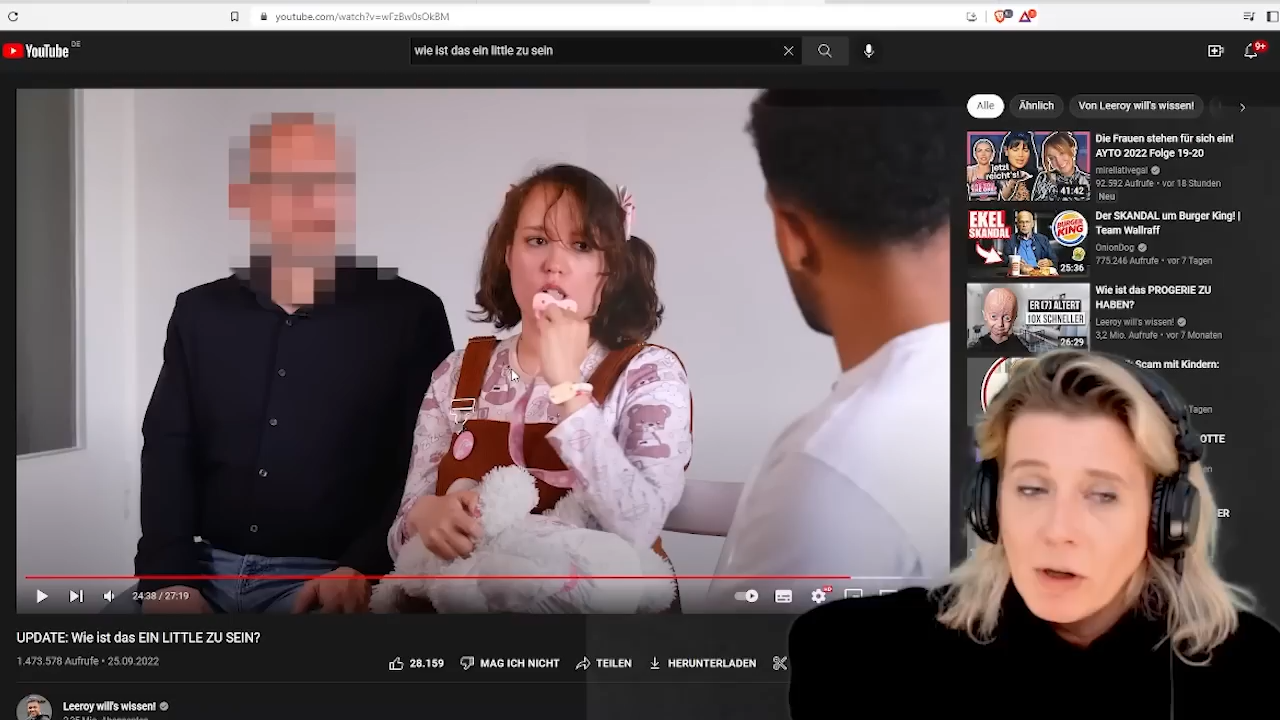 youtube.com/watch?v=wFzBw0sOkBM
YouTube DE
wie ist das ein little zu sein
9+
Alle
Ähnlich
Von Leeroy will's wissen!
jetzt reicht's!
41:42
Die Frauen stehen für sich ein!
AYTO 2022 Folge 19-20
mirellativegal
92.592 Aufrufe • vor 18 Stunden
Neu
EKEL
SKANDAL
BURGER KING
25:36
Der SKANDAL um Burger King! |
Team Wallraff
OnionDog
775.246 Aufrufe • vor 7 Tagen
ER (7) ALTERT
10X SCHNELLER
26:29
Wie ist das PROGERIE ZU
HABEN?
Leeroy will's wissen!
3,2 Mio. Aufrufe • vor 7 Monaten
Scam mit Kindern:
Tagen
OTTE
en
ER
24:38 / 27:19
UPDATE: Wie ist das EIN LITTLE ZU SEIN?
1.473.578 Aufrufe • 25.09.2022
28.159
MAG ICH NICHT
TEILEN
HERUNTERLADEN
Leeroy will's wissen!